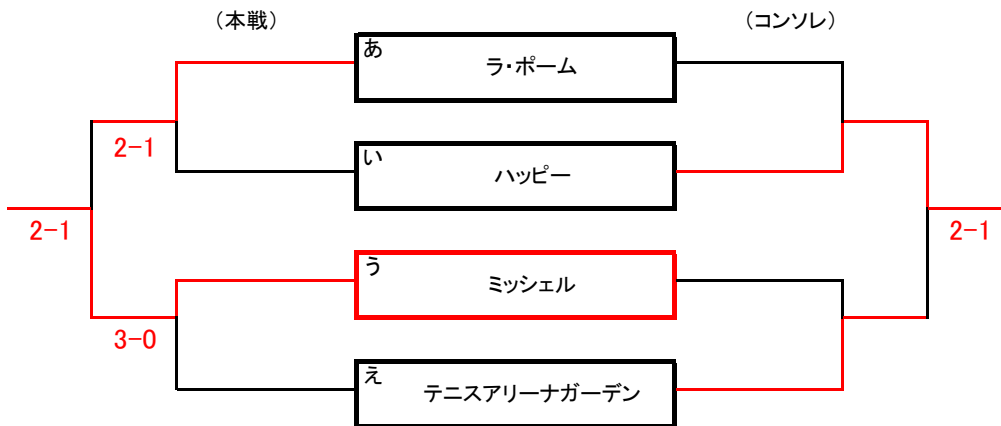 （本戦）
（コンソレ）
あ
ラ・ポーム
2-1
い
ハッピー
2-1
2-1
う
ミッシェル
3-0
え
テニスアリーナガーデン